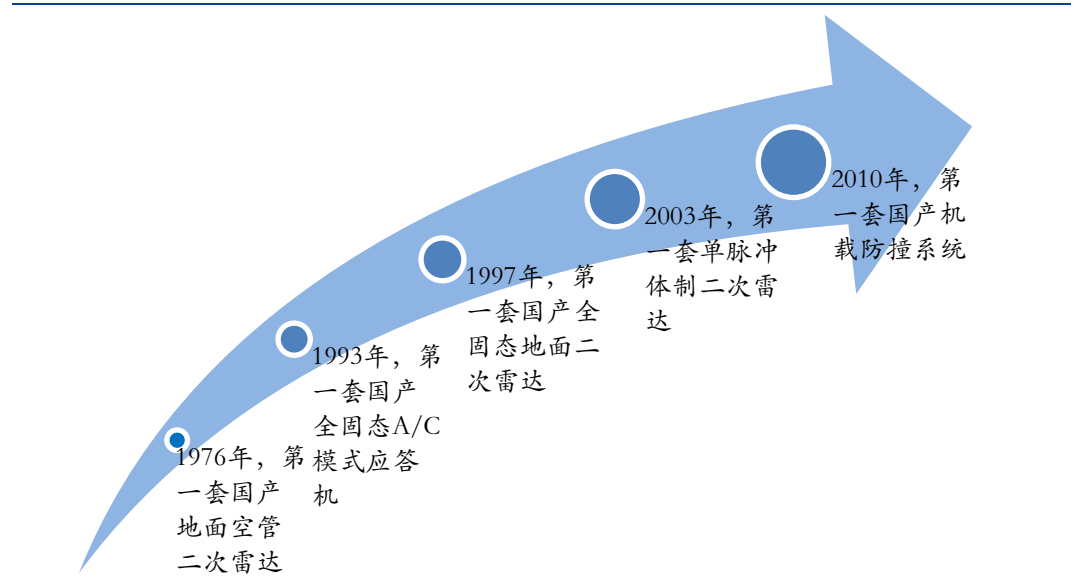 1976年，第
一套国产
地面空管
二次雷达
1993年，第
一套国产
全固态A/C
模式应答
机
1997年，第
一套国产全
固态地面二
次雷达
2003年，第
一套单脉冲
体制二次雷
达
2010年，第
一套国产机
载防撞系统